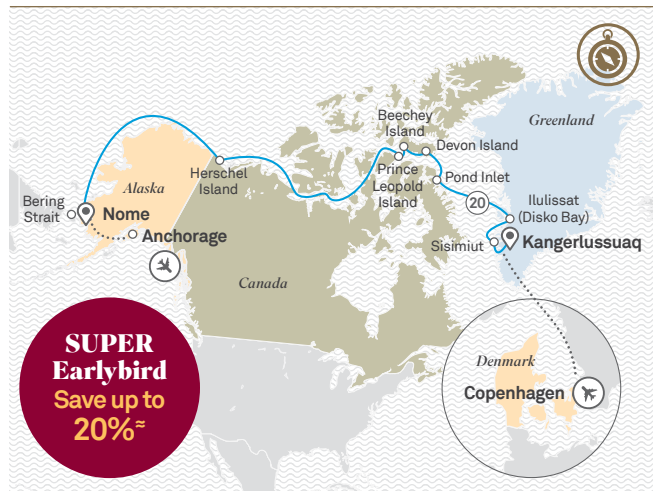 Beechey
Island
Greenland
Devon Island
Alaska
Herschel
Island
Prince
Leopold
Island
Pond Inlet
20
Ilulissat
(Disko Bay)
Bering
Strait
Nome
Anchorage
Sisimiut
Kangerlussuaq
Canada
SUPER
Earlybird
Save up to
20%≈
Denmark
Copenhagen